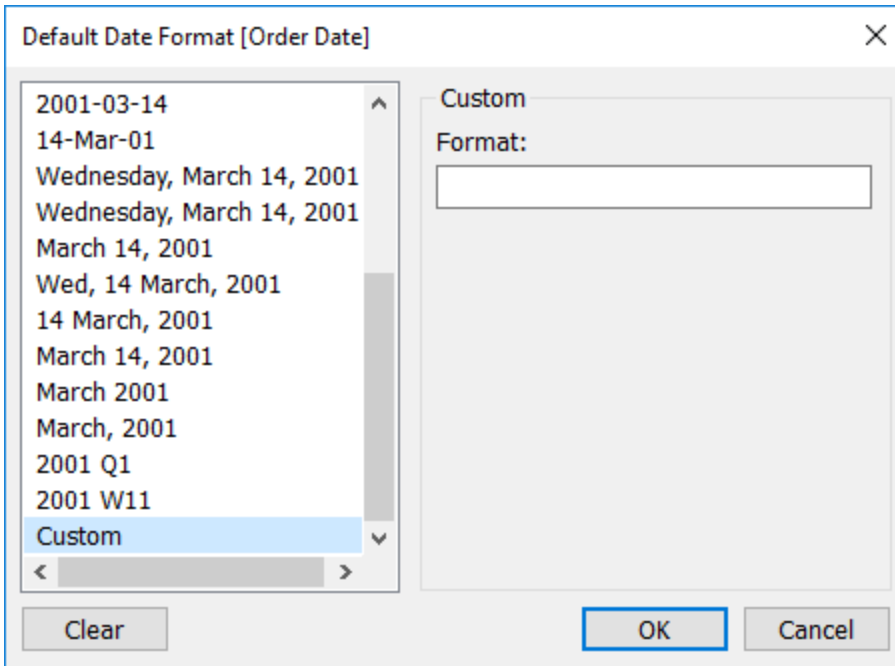 Default Date Format [Order Date]
2001-03-14
14-Mar-01
Wednesday, March 14, 2001
Wednesday, March 14, 2001
March 14, 2001
Wed, 14 March, 2001
14 March, 2001
March 14, 2001
March 2001
March, 2001
2001 Q1
2001 W11
Custom
Custom
Format:
Clear
OK
Cancel